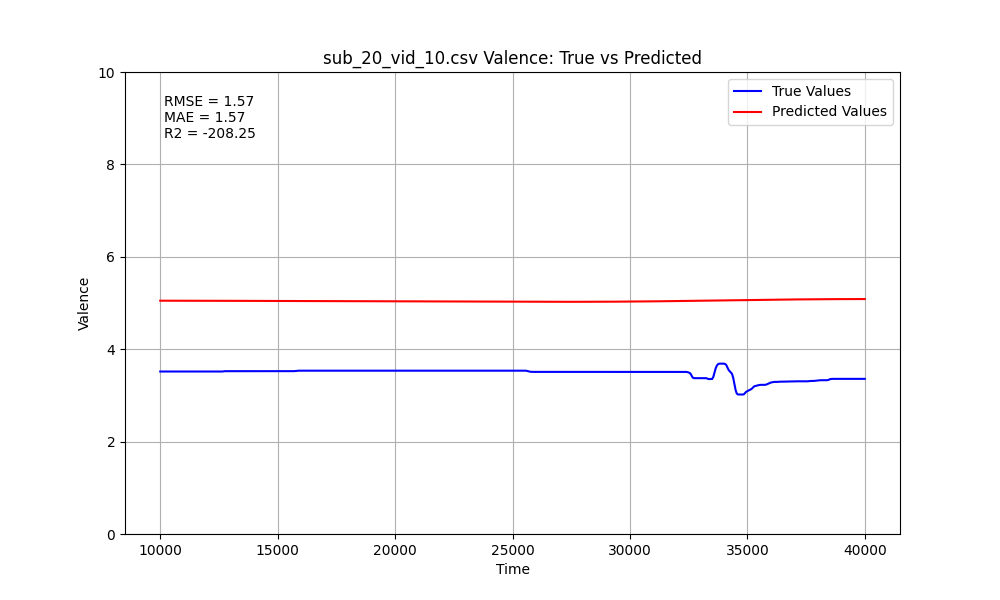 sub_20_vid_10.csv Valence: True vs Predicted
RMSE = 1.57
MAE = 1.57
R2 = -208.25
True Values
Predicted Values
10
8
6
4
2
0
Valence
10000 15000 20000 25000 30000 35000 40000
Time